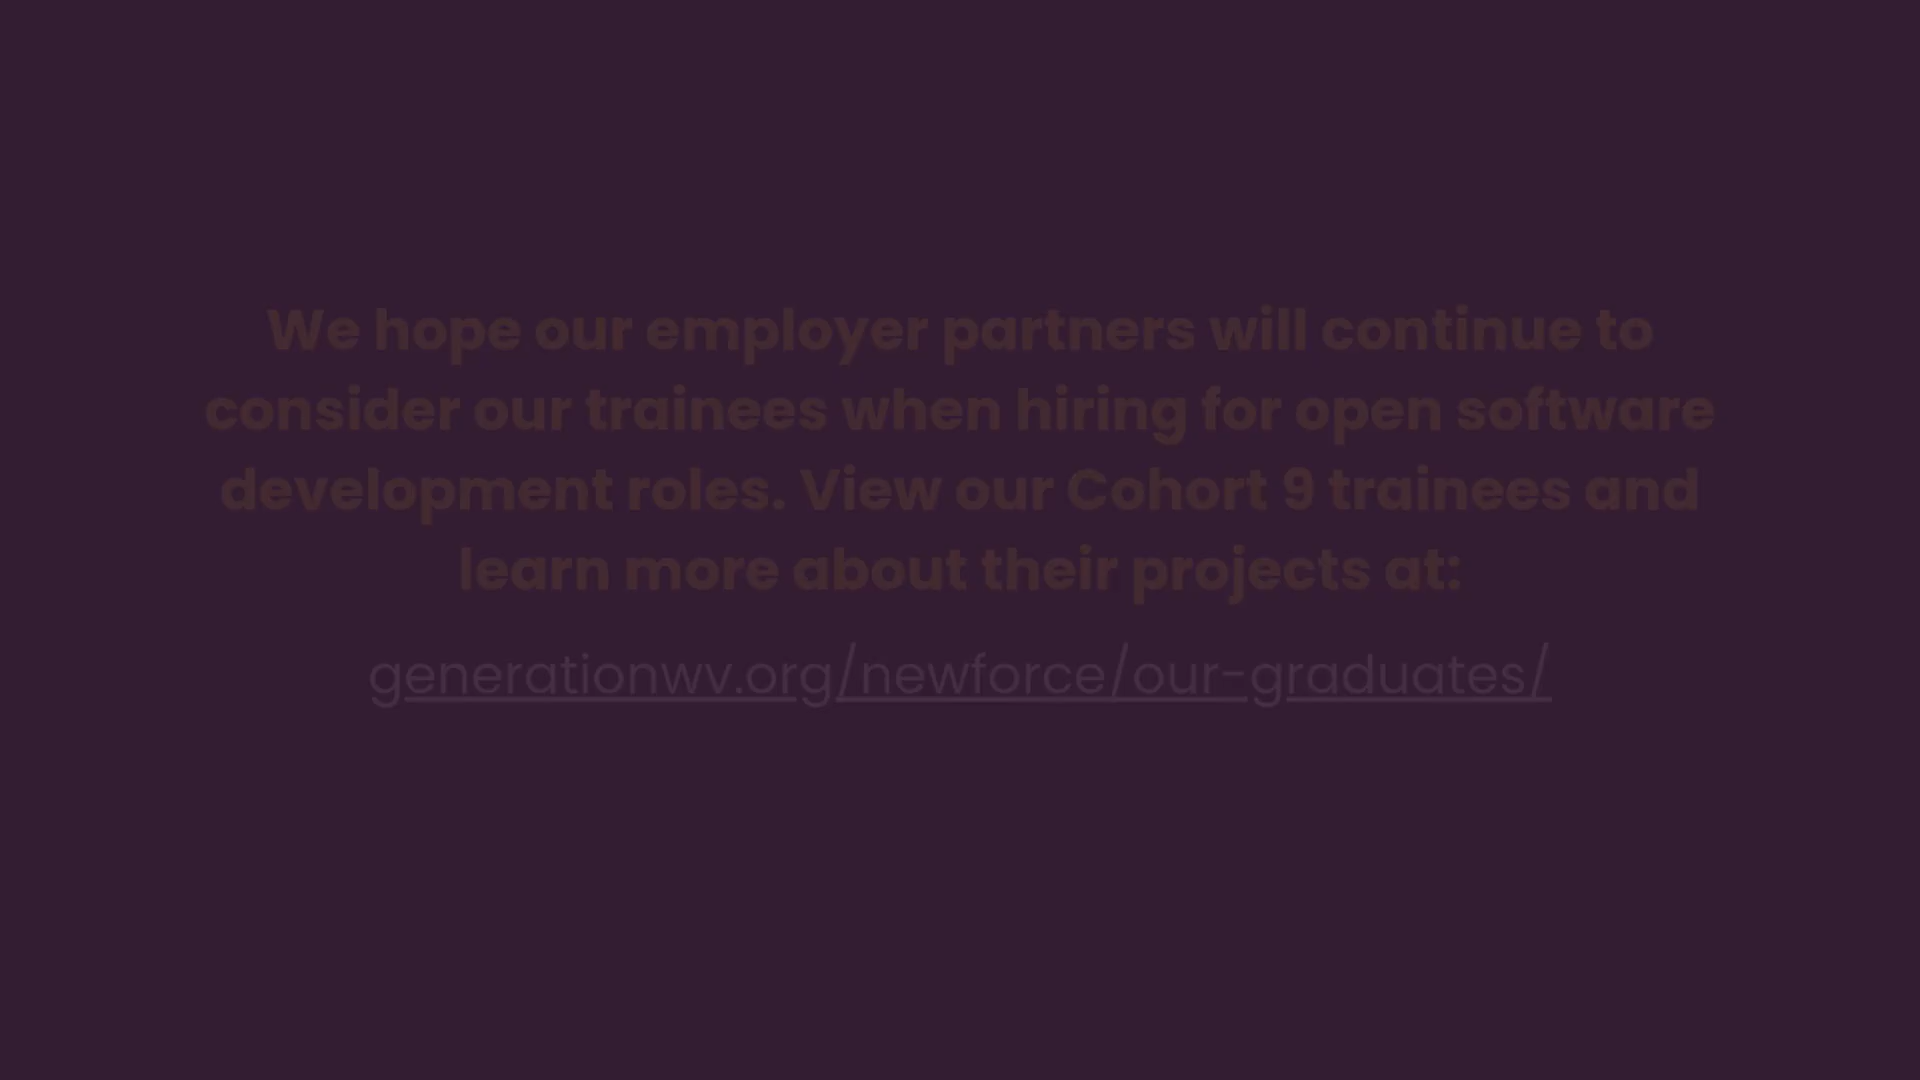 We hope our employer partners will continue to
consider our trainees when hiring for open software
development roles. View our Cohort 9 trainees and
learn more about their projects at:
generationwv.org/newforce/our-graduates/